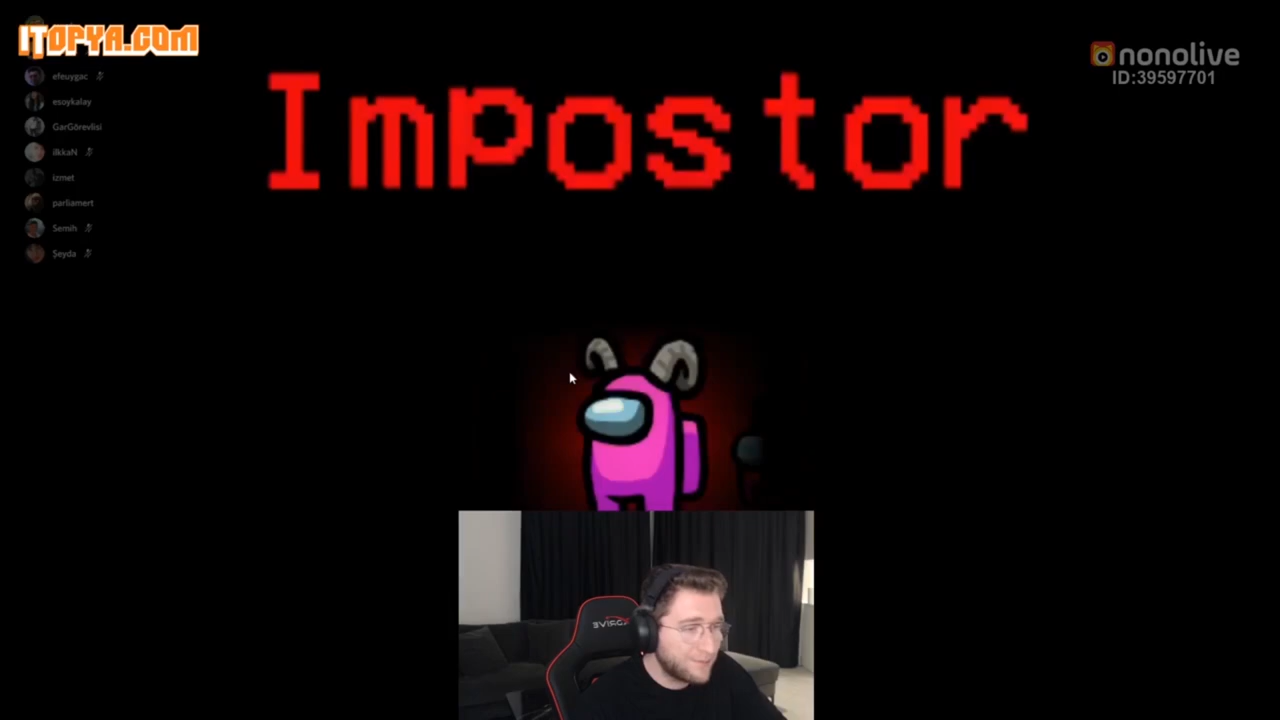 ITOPYA.COM
nonolive
ID:39597701
Impostor
efeuygac
esoykalay
GarGörevlisi
ilkkaN
izmet
parliamert
Semih
Şeyda